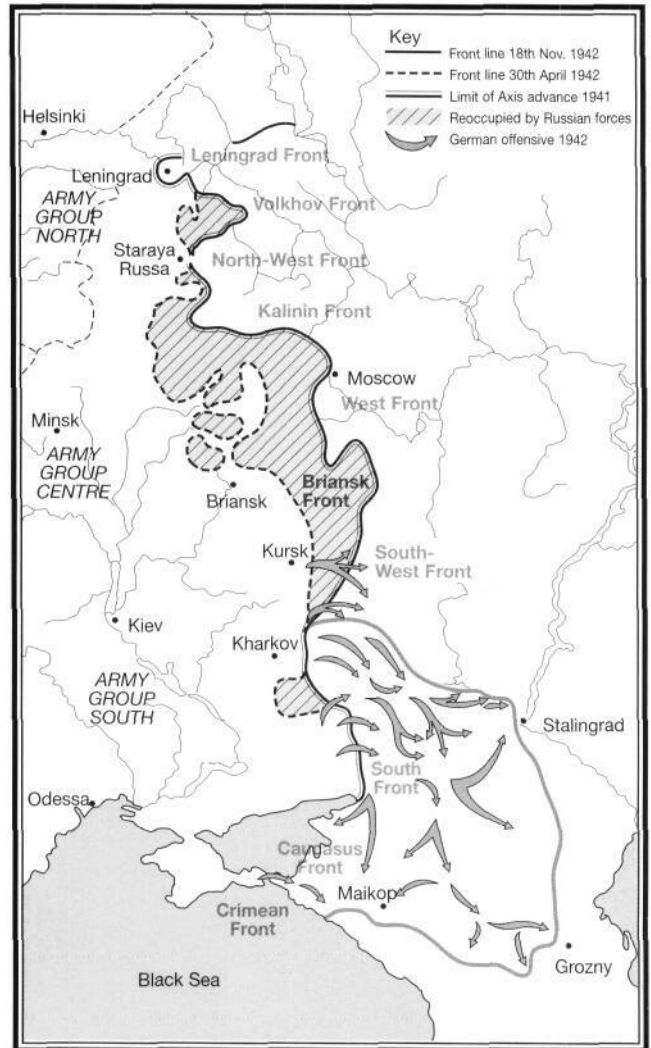 Key
Front line 18th Nov. 1942
Front line 30th April 1942
Limit of Axis advance 1941
Reoccupied by Russian forces
German offensive 1942
Helsinki
Leningrad Front
Leningrad
ARMY
GROUP
NORTH
Volkhov Front
Staraya
Russa
North-West Front
Kalinin Front
Moscow
West Front
Minsk
ARMY
GROUP
CENTRE
Briansk
Briansk
Front
Kursk
South-
West Front
Kiev
Kharkov
ARMY
GROUP
SOUTH
Stalingrad
South
Front
Odessa
Caucasus
Front
Maikop
Crimean
Front
Grozny
Black Sea